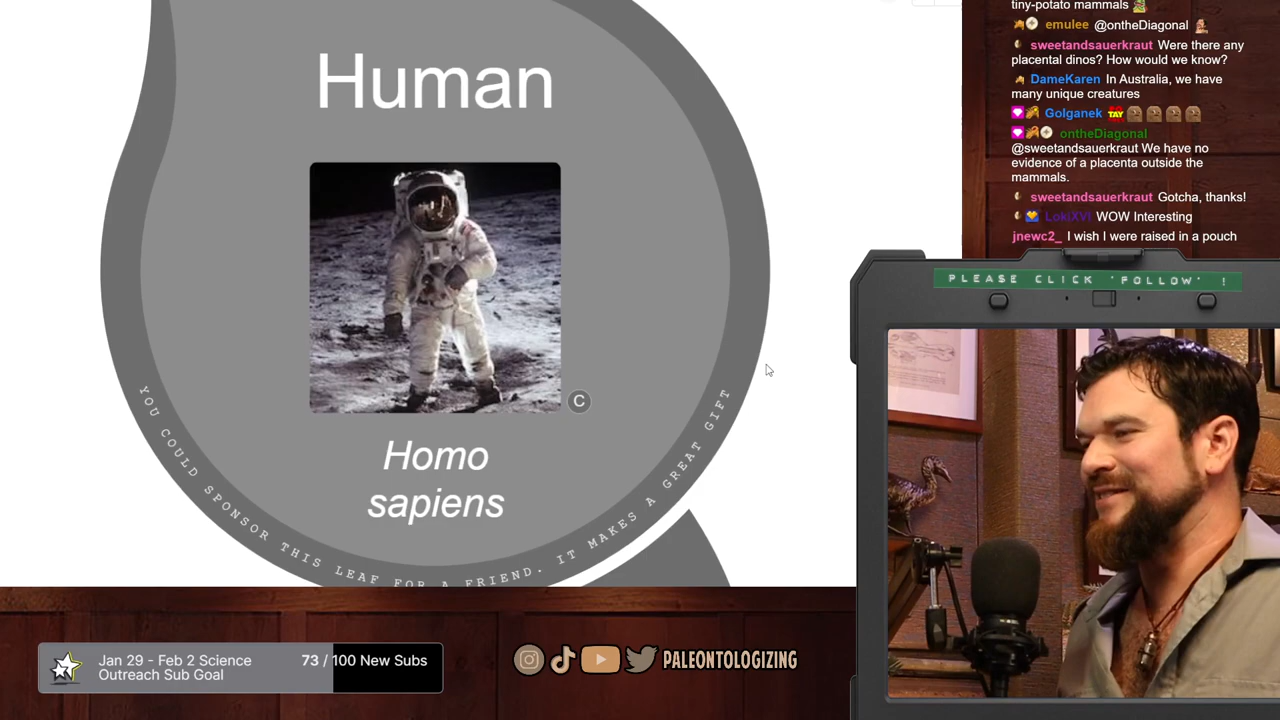 Human
C
Homo
sapiens
YOU COULD SPONSOR THIS LEAF FOR A FRIEND. IT MAKES A GREAT GIFT
tiny-potato mammals
emulee @ontheDiagonal
sweetandsauerkraut Were there any
placental dinos? How would we know?
DameKaren In Australia, we have
many unique creatures
Golganek TAY
ontheDiagonal
@sweetandsauerkraut We have no
evidence of a placenta outside the
mammals.
sweetandsauerkraut Gotcha, thanks!
LokiXVI WOW Interesting
jnewc2_ I wish I were raised in a pouch
PLEASE CLICK 'FOLLOW' !
Jan 29 - Feb 2 Science
Outreach Sub Goal
73 / 100 New Subs
PALEONTOLOGIZING